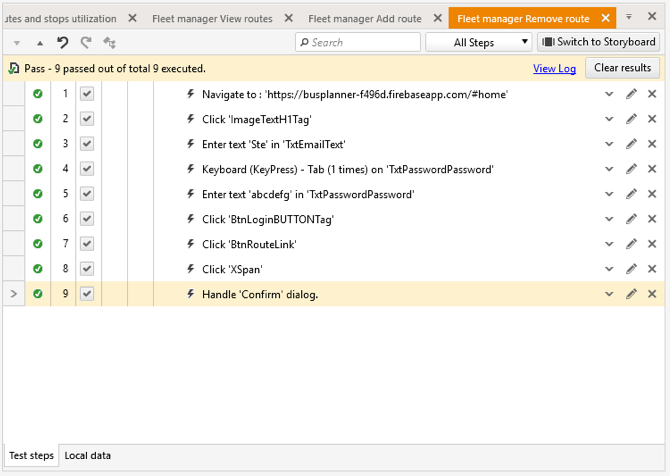 utes and stops utilization Fleet manager View routes Fleet manager Add route Fleet manager Remove route
Search All Steps Switch to Storyboard
Pass - 9 passed out of total 9 executed. View Log Clear results
1 Navigate to : 'https://busplanner-f496d.firebaseapp.com/#home'
2 Click 'ImageTextH1Tag'
3 Enter text 'Ste' in 'TxtEmailText'
4 Keyboard (KeyPress) - Tab (1 times) on 'TxtPasswordPassword'
5 Enter text 'abcdefg' in 'TxtPasswordPassword'
6 Click 'BtnLoginBUTTONTag'
7 Click 'BtnRouteLink'
8 Click 'XSpan'
9 Handle 'Confirm' dialog.
Test steps Local data